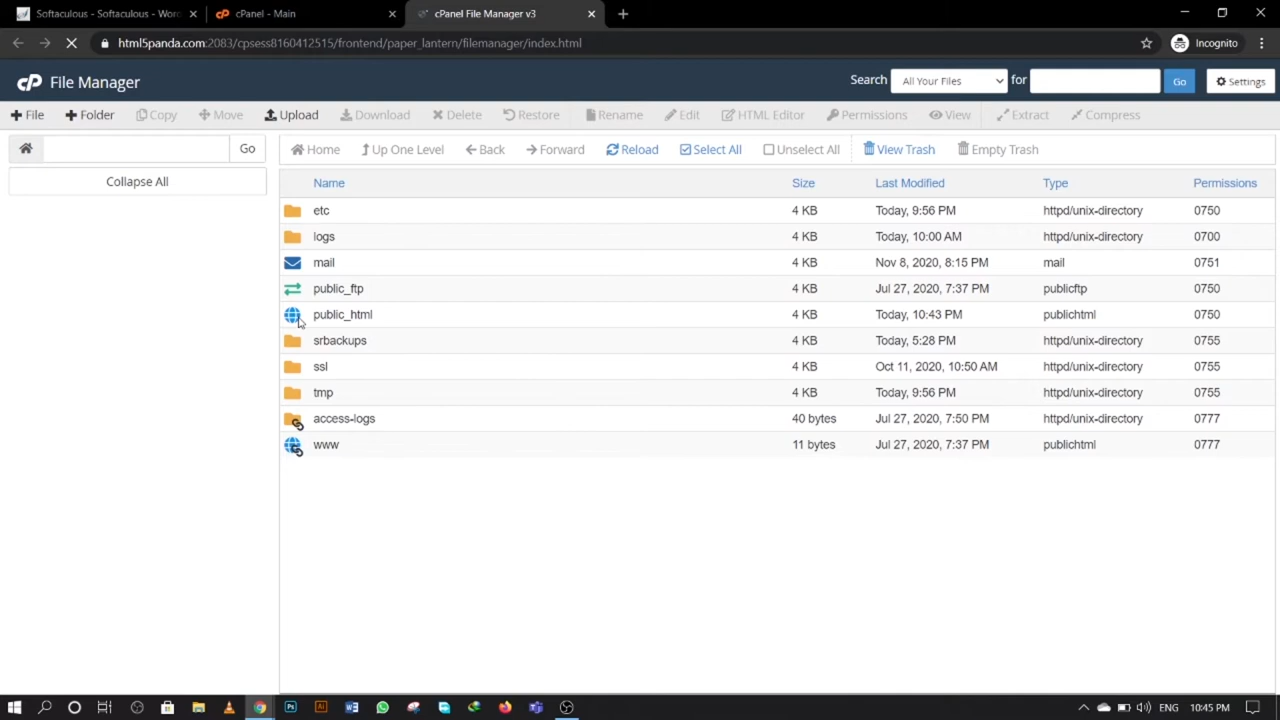 Softaculous - Softaculous - Wor
cPanel - Main
cPanel File Manager v3
html5panda.com:2083/cpsess8160412515/frontend/paper_lantern/filemanager/index.html
Incognito
cP File Manager
Search All Your Files for Go Settings
File Folder Copy Move Upload Download Delete Restore Rename Edit HTML Editor Permissions View Extract Compress
Go Home Up One Level Back Forward Reload Select All Unselect All View Trash Empty Trash
Collapse All
Name Size Last Modified Type Permissions
etc 4 KB Today, 9:56 PM httpd/unix-directory 0750
logs 4 KB Today, 10:00 AM httpd/unix-directory 0700
mail 4 KB Nov 8, 2020, 8:15 PM mail 0751
public_ftp 4 KB Jul 27, 2020, 7:37 PM publicftp 0750
public_html 4 KB Today, 10:43 PM publichtml 0750
srbackups 4 KB Today, 5:28 PM httpd/unix-directory 0755
ssl 4 KB Oct 11, 2020, 10:50 AM httpd/unix-directory 0755
tmp 4 KB Today, 9:56 PM httpd/unix-directory 0755
access-logs 40 bytes Jul 27, 2020, 7:50 PM httpd/unix-directory 0777
www 11 bytes Jul 27, 2020, 7:37 PM publichtml 0777
Ps Ai W ENG 10:45 PM